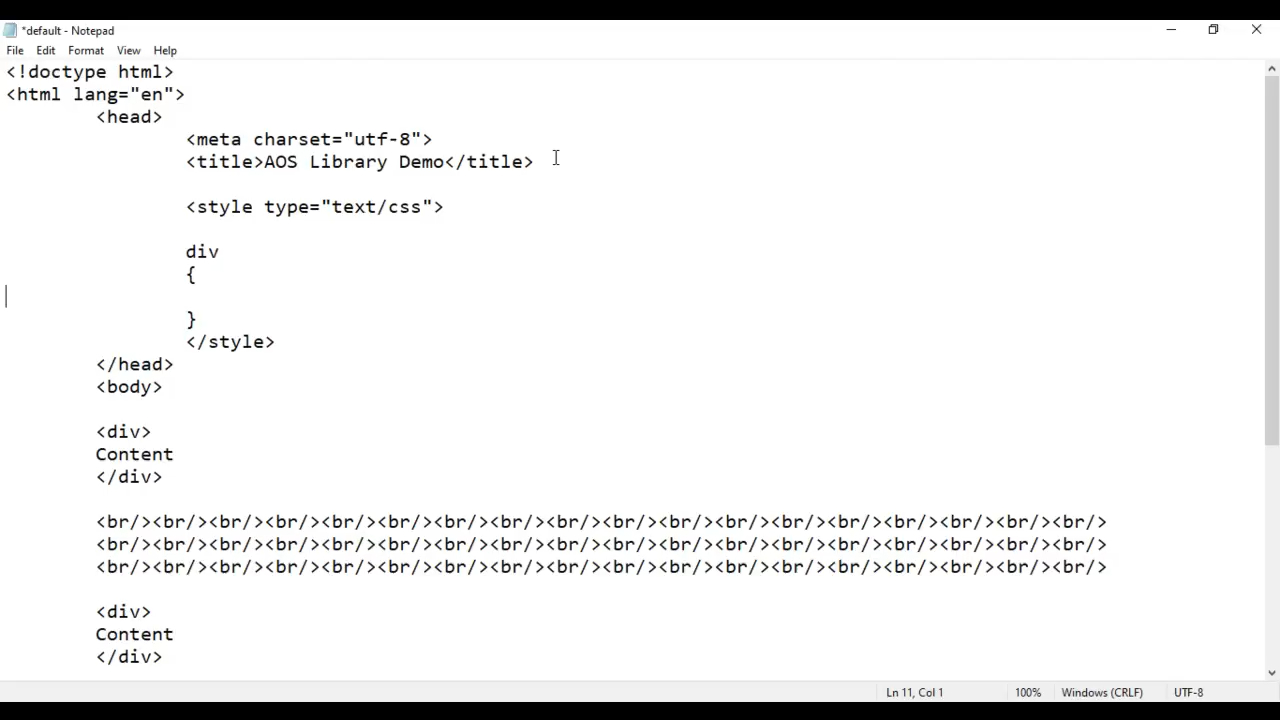 *default - Notepad
File Edit Format View Help
<!doctype html>
<html lang="en">
<head>
<meta charset="utf-8">
<title>AOS Library Demo</title>
<style type="text/css">
div
{
}
</style>
</head>
<body>
<div>
Content
</div>
<br/><br/><br/><br/><br/><br/><br/><br/><br/><br/><br/><br/><br/><br/><br/><br/><br/><br/>
<br/><br/><br/><br/><br/><br/><br/><br/><br/><br/><br/><br/><br/><br/><br/><br/><br/><br/>
<br/><br/><br/><br/><br/><br/><br/><br/><br/><br/><br/><br/><br/><br/><br/><br/><br/><br/>
<div>
Content
</div>
Ln 11, Col 1 100% Windows (CRLF) UTF-8